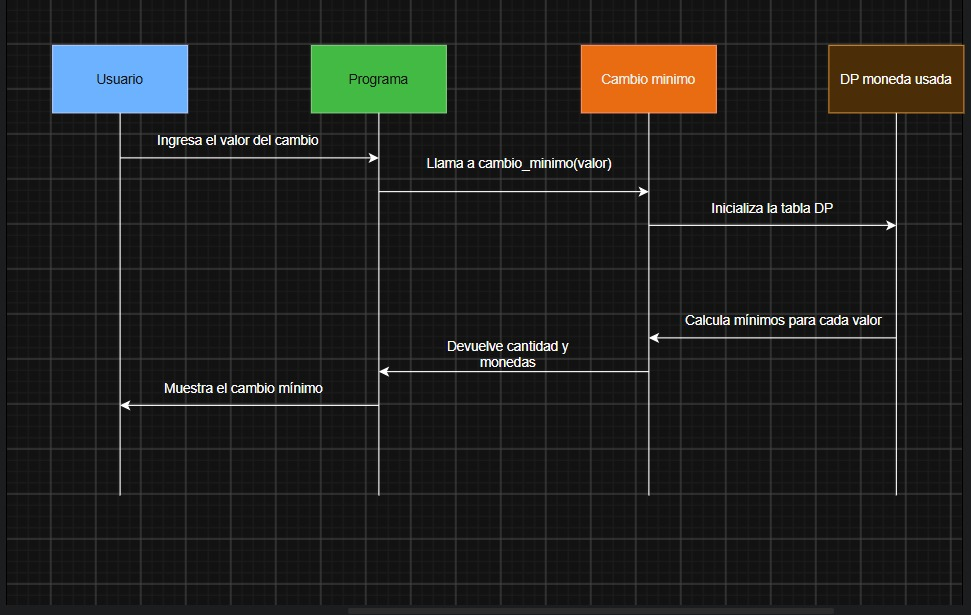 Usuario
Programa
Cambio minimo
DP moneda usada
Ingresa el valor del cambio
Llama a cambio_minimo(valor)
Inicializa la tabla DP
Calcula mínimos para cada valor
Devuelve cantidad y
monedas
Muestra el cambio mínimo